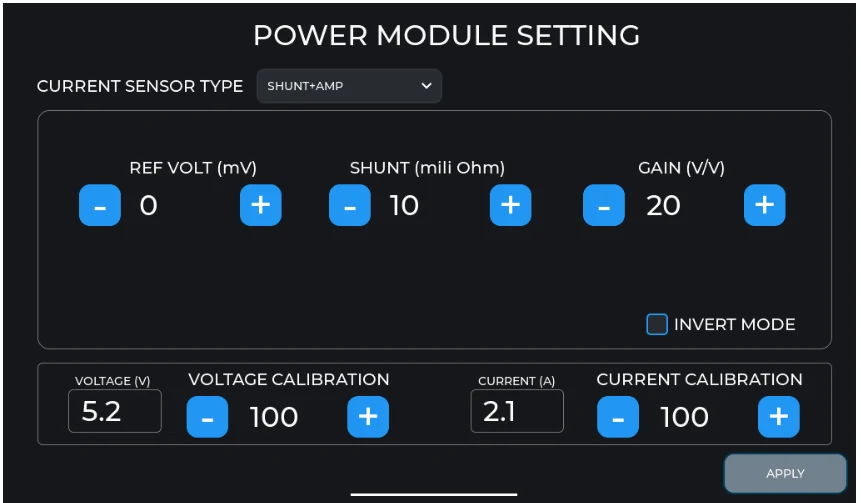 POWER MODULE SETTING
CURRENT SENSOR TYPE SHUNT+AMP
REF VOLT (mV) SHUNT (mili Ohm) GAIN (V/V)
- 0 + - 10 + - 20 +
INVERT MODE
VOLTAGE (V) VOLTAGE CALIBRATION CURRENT (A) CURRENT CALIBRATION
5.2 - 100 + 2.1 - 100 +
APPLY